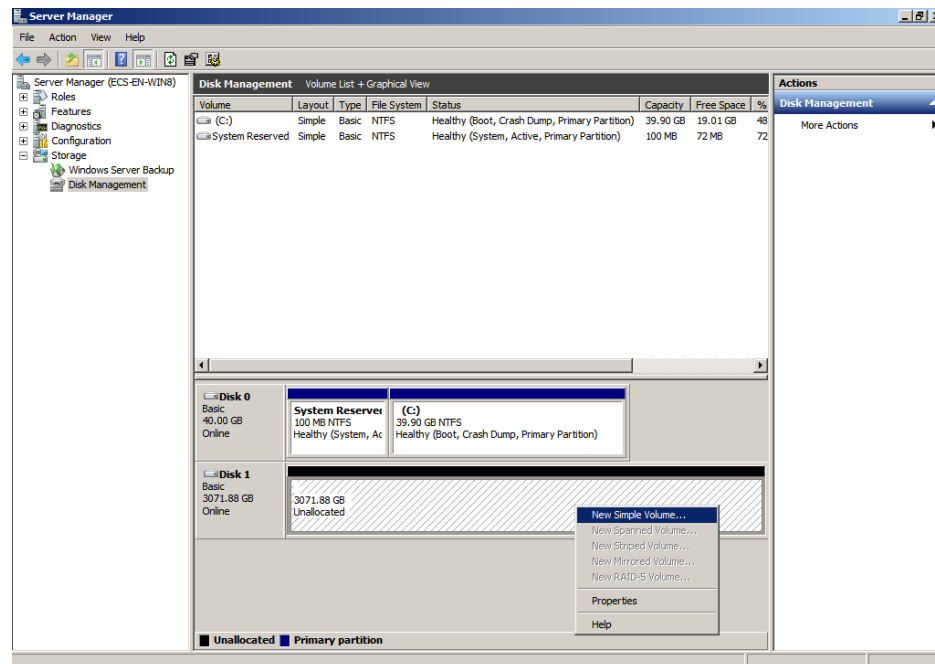 Server Manager
File Action View Help
Server Manager (ECS-EN-WIN8)
Roles
Features
Diagnostics
Configuration
Storage
Windows Server Backup
Disk Management
Disk Management Volume List + Graphical View
Volume Layout Type File System Status Capacity Free Space %
(C:) Simple Basic NTFS Healthy (Boot, Crash Dump, Primary Partition) 39.90 GB 19.01 GB 48
System Reserved Simple Basic NTFS Healthy (System, Active, Primary Partition) 100 MB 72 MB 72
Disk 0
Basic
40.00 GB
Online
System Reserved
100 MB NTFS
Healthy (System, Ac
(C:)
39.90 GB NTFS
Healthy (Boot, Crash Dump, Primary Partition)
Disk 1
Basic
3071.88 GB
Online
3071.88 GB
Unallocated
New Simple Volume...
New Spanned Volume...
New Striped Volume...
New Mirrored Volume...
New RAID-5 Volume...
Properties
Help
Unallocated Primary partition
Actions
Disk Management
More Actions